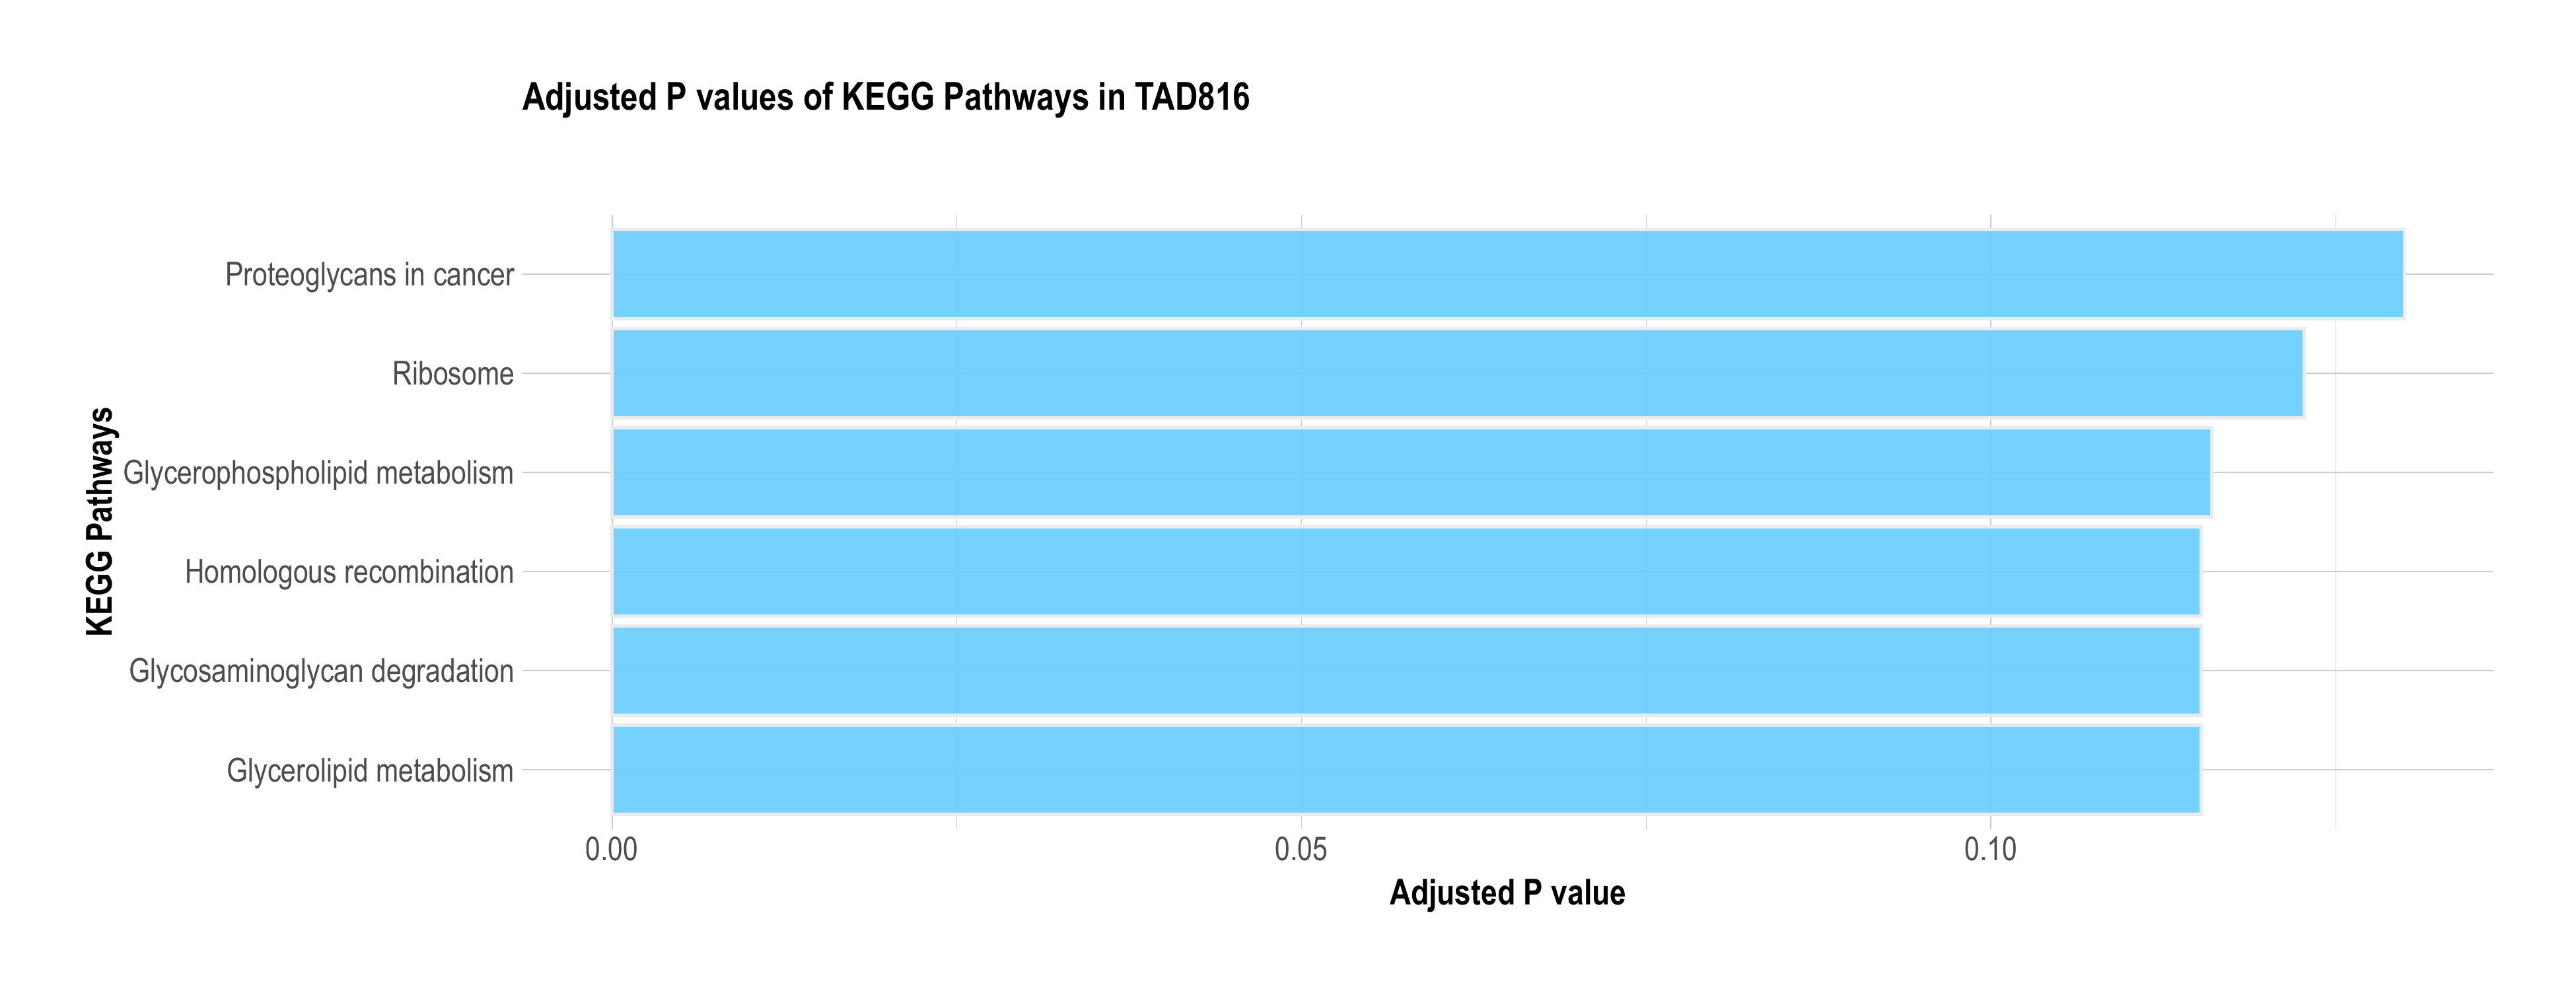 Adjusted P values of KEGG Pathways in TAD816
KEGG Pathways
Proteoglycans in cancer
Ribosome
Glycerophospholipid metabolism
Homologous recombination
Glycosaminoglycan degradation
Glycerolipid metabolism
0.00
0.05
0.10
Adjusted P value